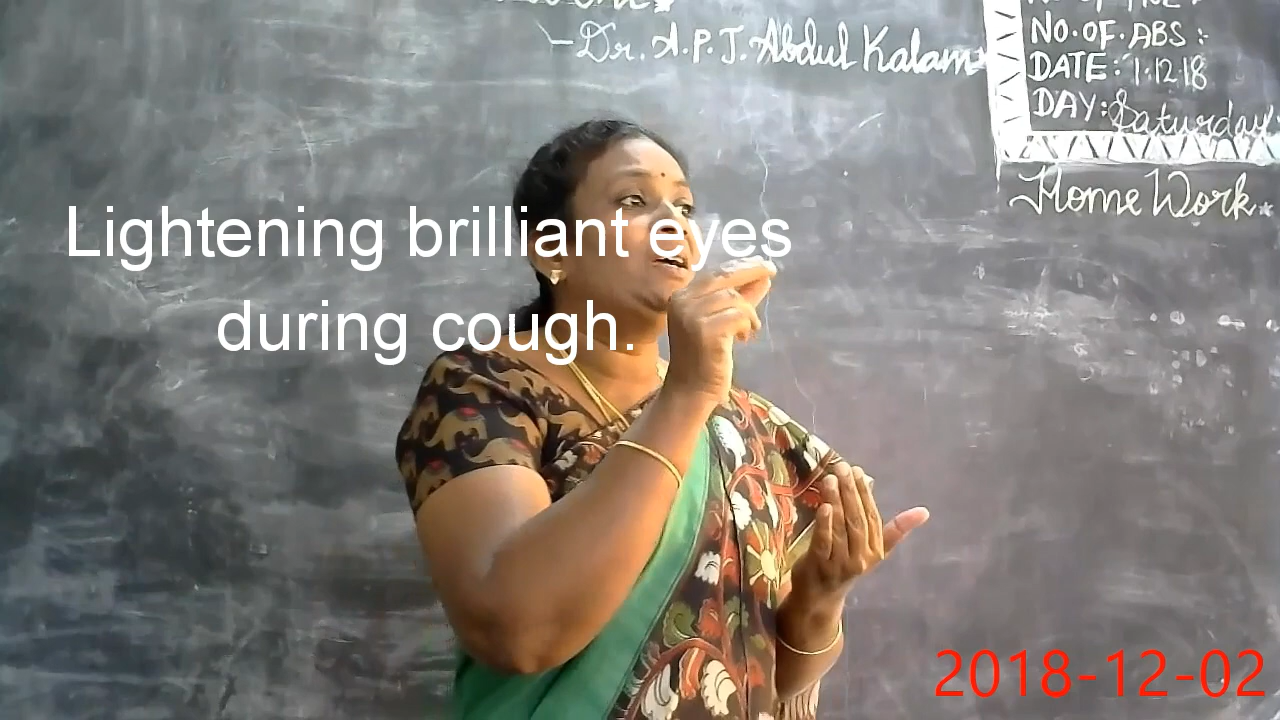 - Dr. A.P.J. Abdul Kalam
NO.OF.ABS :-
DATE: 1.12.18
DAY: Saturday
Home Work
Lightening brilliant eyes
during cough.
2018-12-02